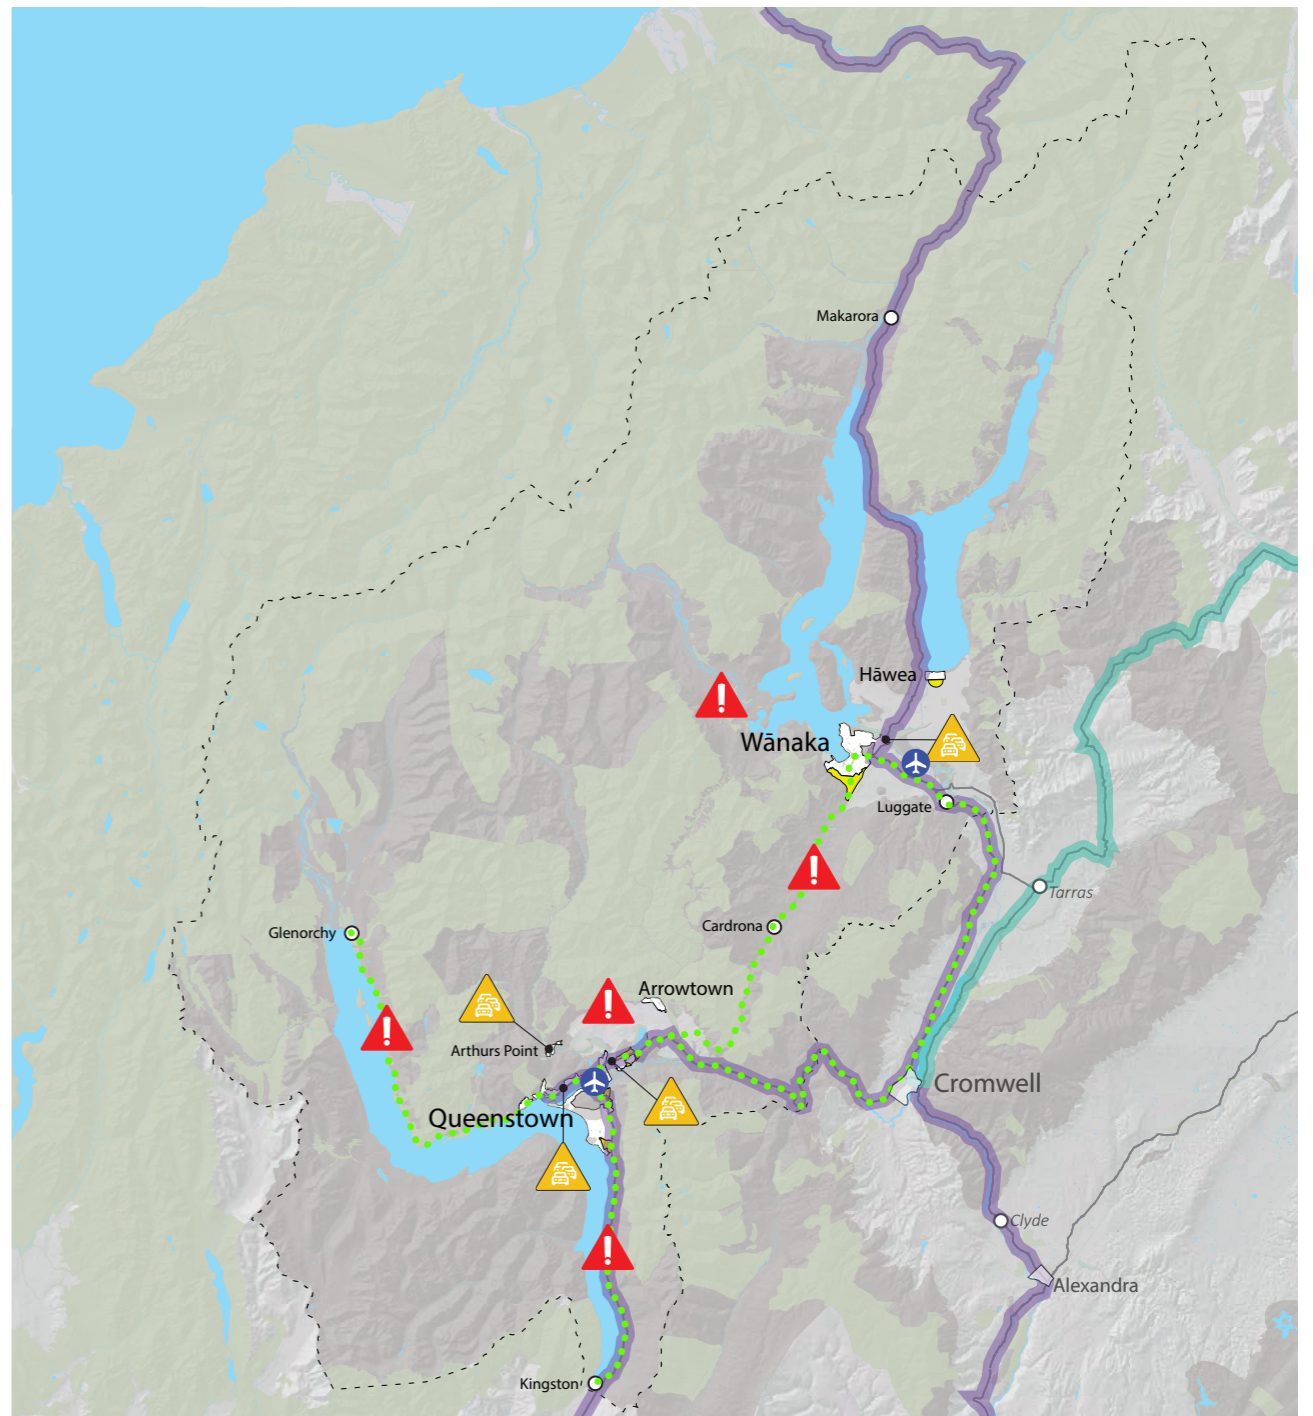 Makarora
Hāwea
Wānaka
Luggate
Tarras
Cardrona
Glenorchy
Arrowtown
Arthurs Point
Cromwell
Queenstown
Clyde
Alexandra
Kingston